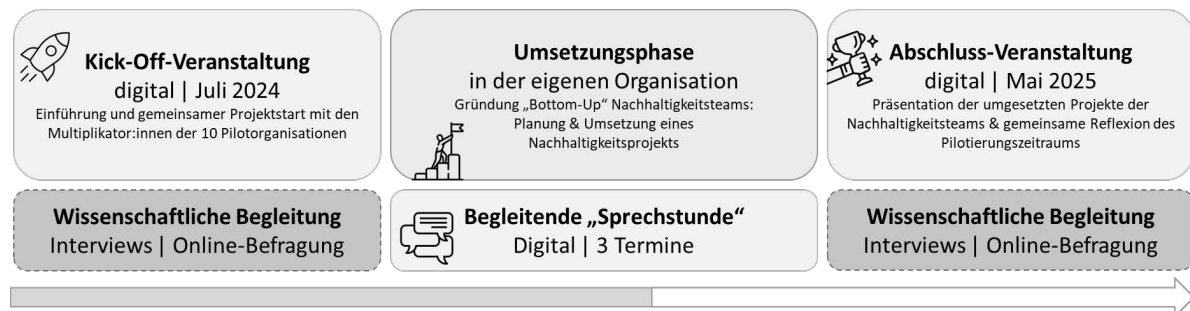 Kick-Off-Veranstaltung
digital | Juli 2024
Einführung und gemeinsamer Projektstart mit den
Multiplikator:innen der 10 Pilotorganisationen
Umsetzungsphase
in der eigenen Organisation
Gründung „Bottom-Up“ Nachhaltigkeitsteams:
Planung & Umsetzung eines
Nachhaltigkeitsprojekts
Abschluss-Veranstaltung
digital | Mai 2025
Präsentation der umgesetzten Projekte der
Nachhaltigkeitsteams & gemeinsame Reflexion des
Pilotierungszeitraums
Wissenschaftliche Begleitung
Interviews | Online-Befragung
Begleitende „Sprechstunde“
Digital | 3 Termine
Wissenschaftliche Begleitung
Interviews | Online-Befragung